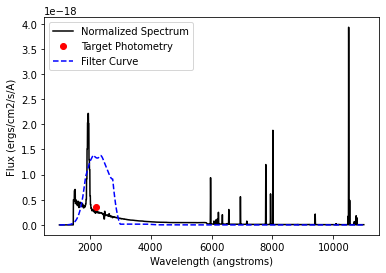 1e−18
Normalized Spectrum
Target Photometry
Filter Curve
Flux (ergs/cm2/s/A)
4.0
3.5
3.0
2.5
2.0
1.5
1.0
0.5
0.0
2000 4000 6000 8000 10000
Wavelength (angstroms)